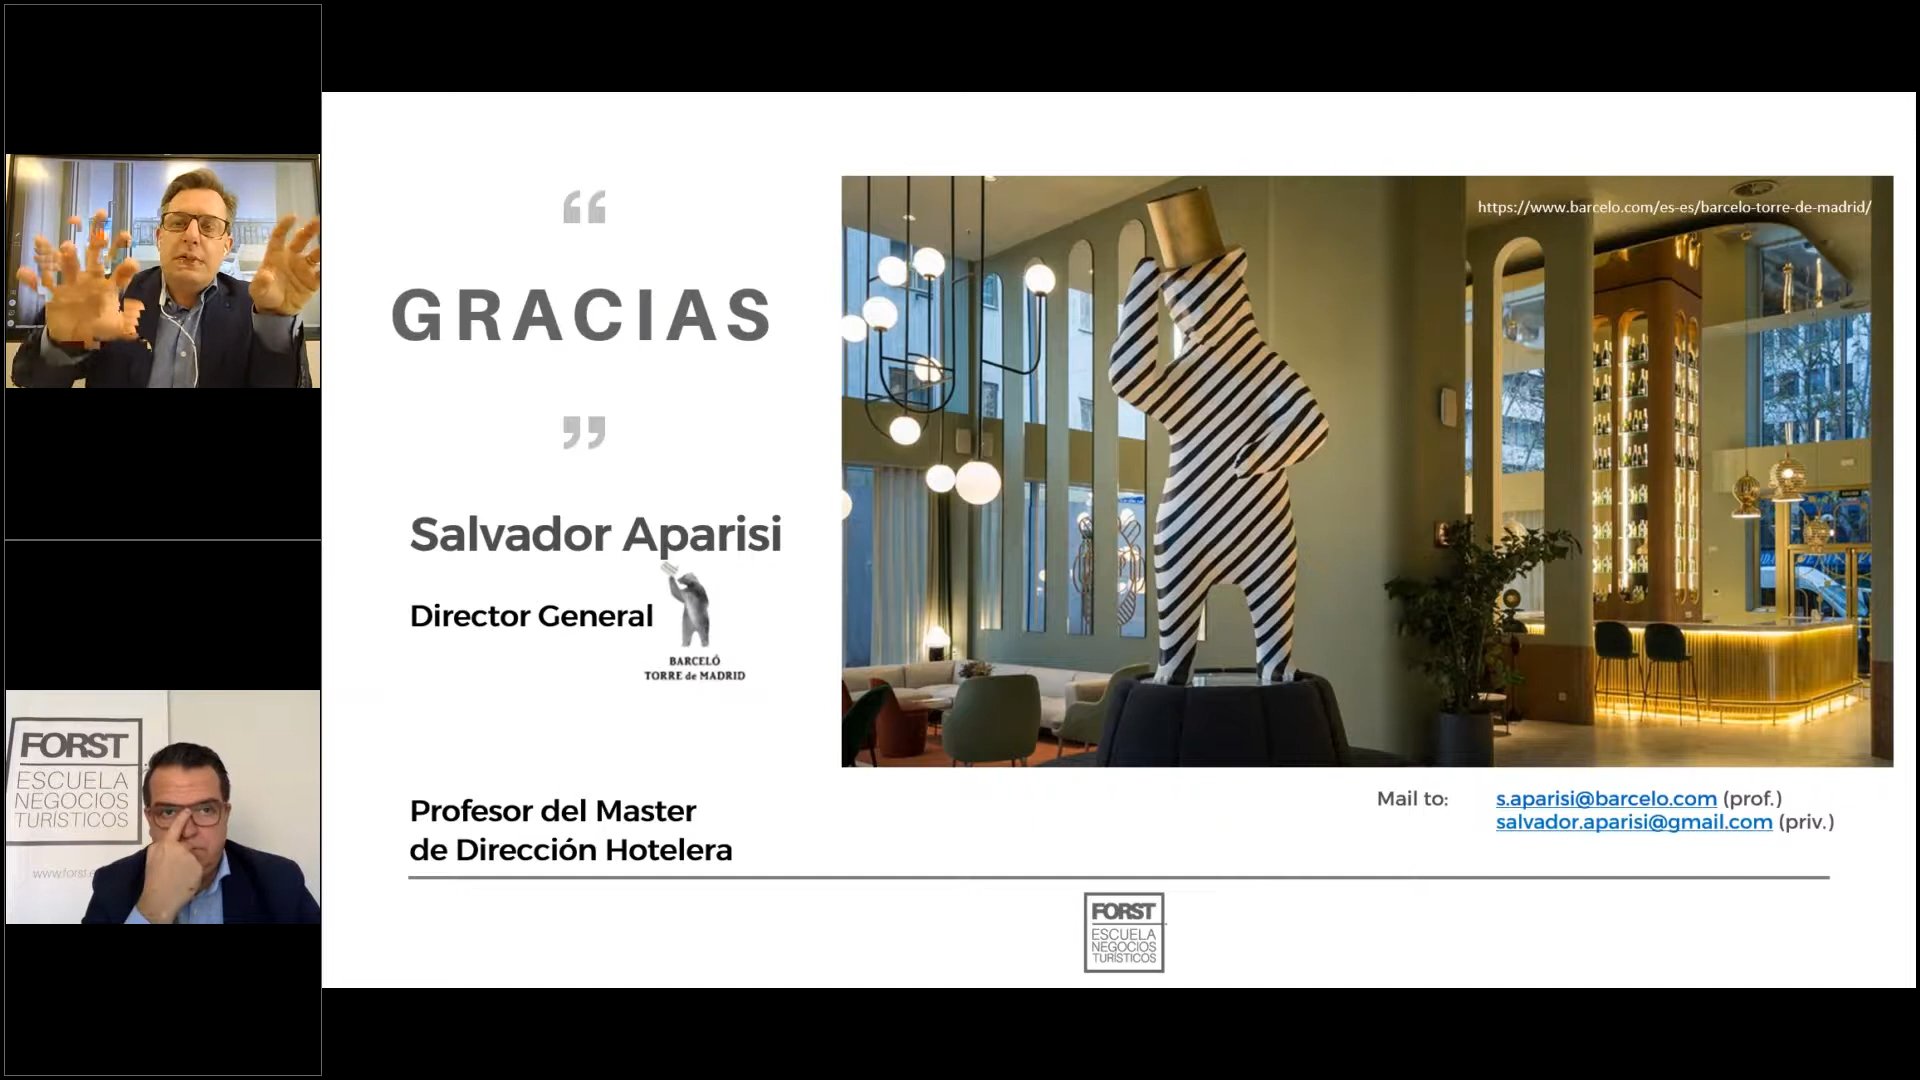 “
GRACIAS
”
Salvador Aparisi
Director General
BARCELÓ
TORRE de MADRID
Profesor del Master
de Dirección Hotelera
https://www.barcelo.com/es-es/barcelo-torre-de-madrid/
Mail to: s.aparisi@barcelo.com (prof.)
salvador.aparisi@gmail.com (priv.)
FORST
ESCUELA
NEGOCIOS
TURÍSTICOS
FORST
ESCUELA
NEGOCIOS
TURÍSTICOS